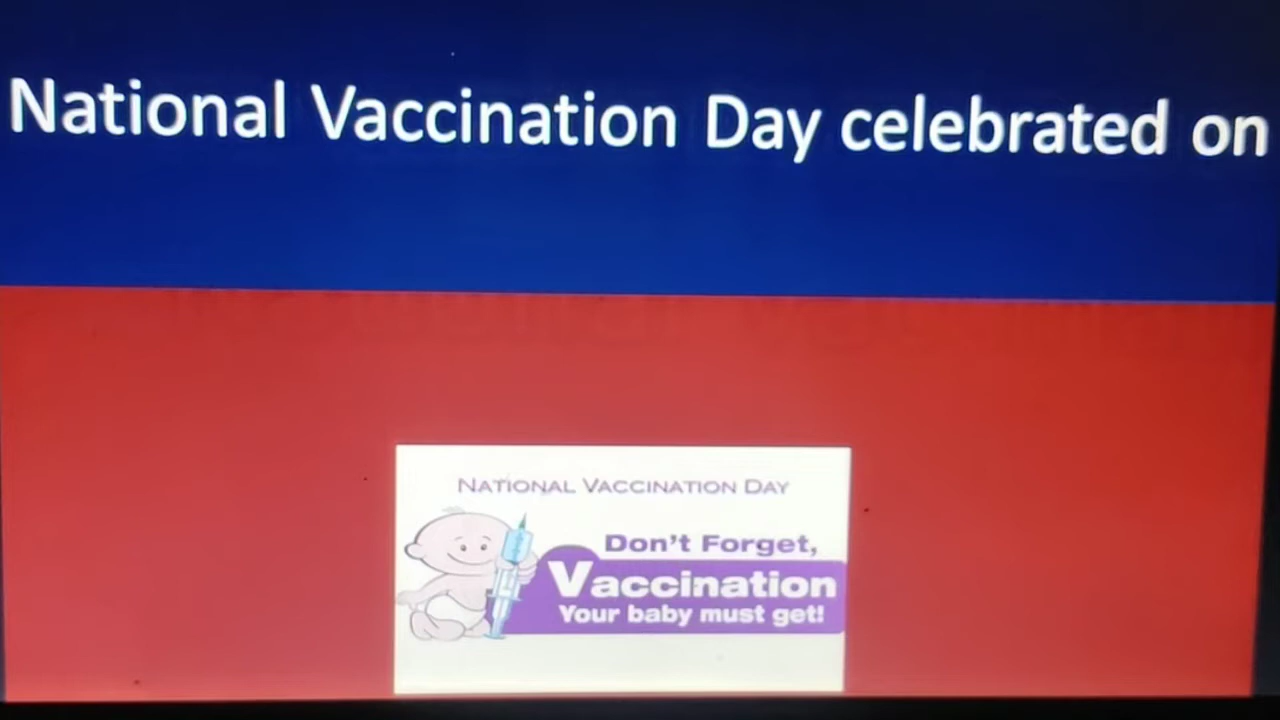 National Vaccination Day celebrated on
NATIONAL VACCINATION DAY
Don't Forget,
Vaccination
Your baby must get!